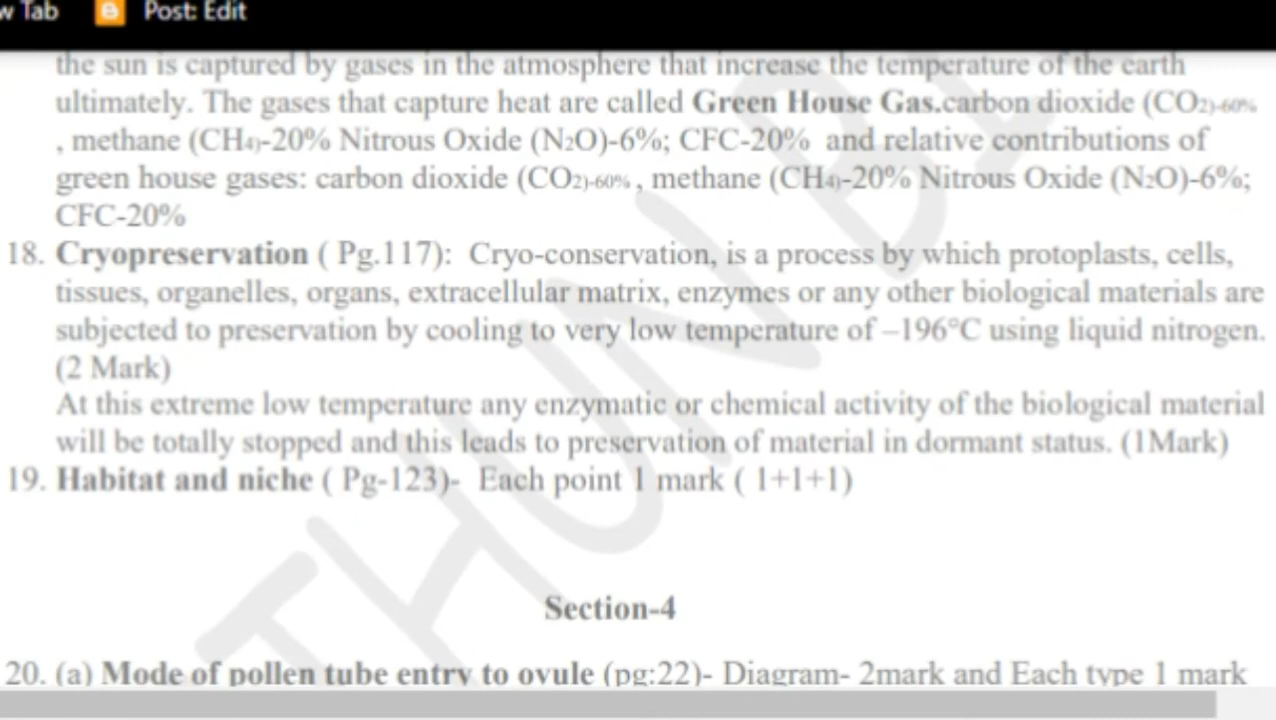 w Tab Post: Edit
the sun is captured by gases in the atmosphere that increase the temperature of the earth
ultimately. The gases that capture heat are called Green House Gas.carbon dioxide (CO2)-60%
, methane (CH4)-20% Nitrous Oxide (N2O)-6%; CFC-20% and relative contributions of
green house gases: carbon dioxide (CO2)-60%, methane (CH4)-20% Nitrous Oxide (N2O)-6%;
CFC-20%
18. Cryopreservation ( Pg.117): Cryo-conservation, is a process by which protoplasts, cells,
tissues, organelles, organs, extracellular matrix, enzymes or any other biological materials are
subjected to preservation by cooling to very low temperature of –196°C using liquid nitrogen.
(2 Mark)
At this extreme low temperature any enzymatic or chemical activity of the biological material
will be totally stopped and this leads to preservation of material in dormant status. (1Mark)
19. Habitat and niche ( Pg-123)- Each point 1 mark ( 1+1+1)
Section-4
20. (a) Mode of pollen tube entry to ovule (pg:22)- Diagram- 2mark and Each type 1 mark